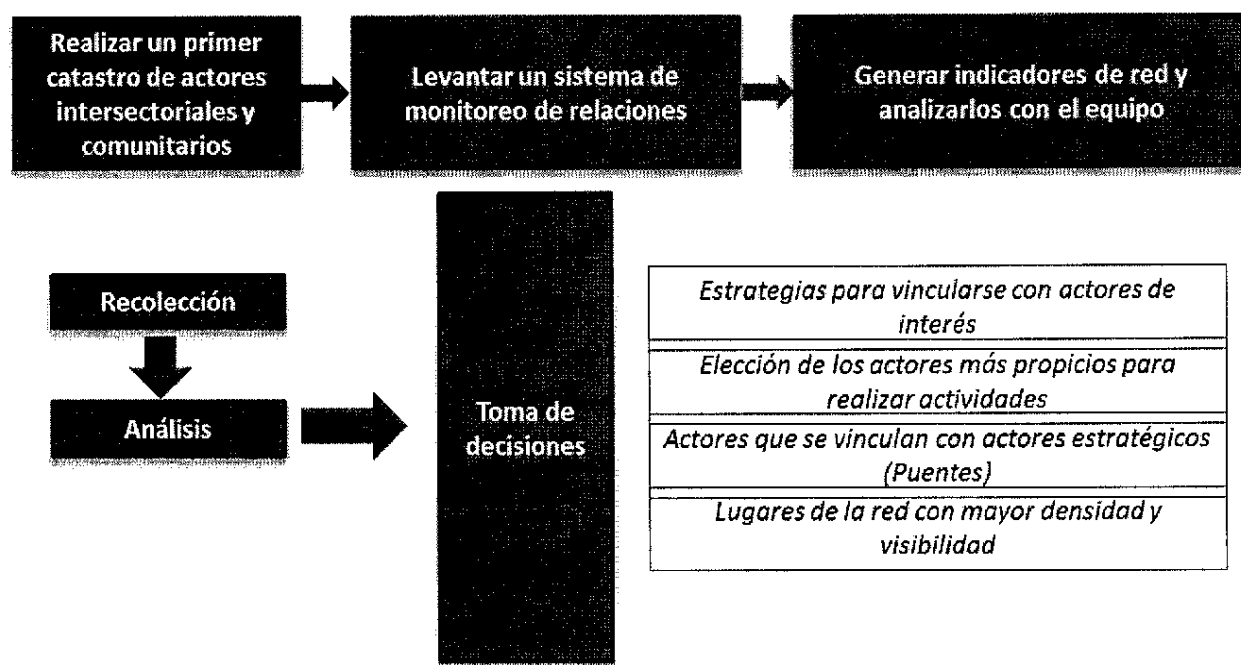 Realizar un primer
catastro de actores
intersectoriales y
comunitarios
Levantar un sistema de
monitoreo de relaciones
Generar indicadores de red y
analizarlos con el equipo
Recolección
Análisis
Toma de
decisiones
Estrategias para vincularse con actores de
interés
Elección de los actores más propicios para
realizar actividades
Actores que se vinculan con actores estratégicos
(Puentes)
Lugares de la red con mayor densidad y
visibilidad